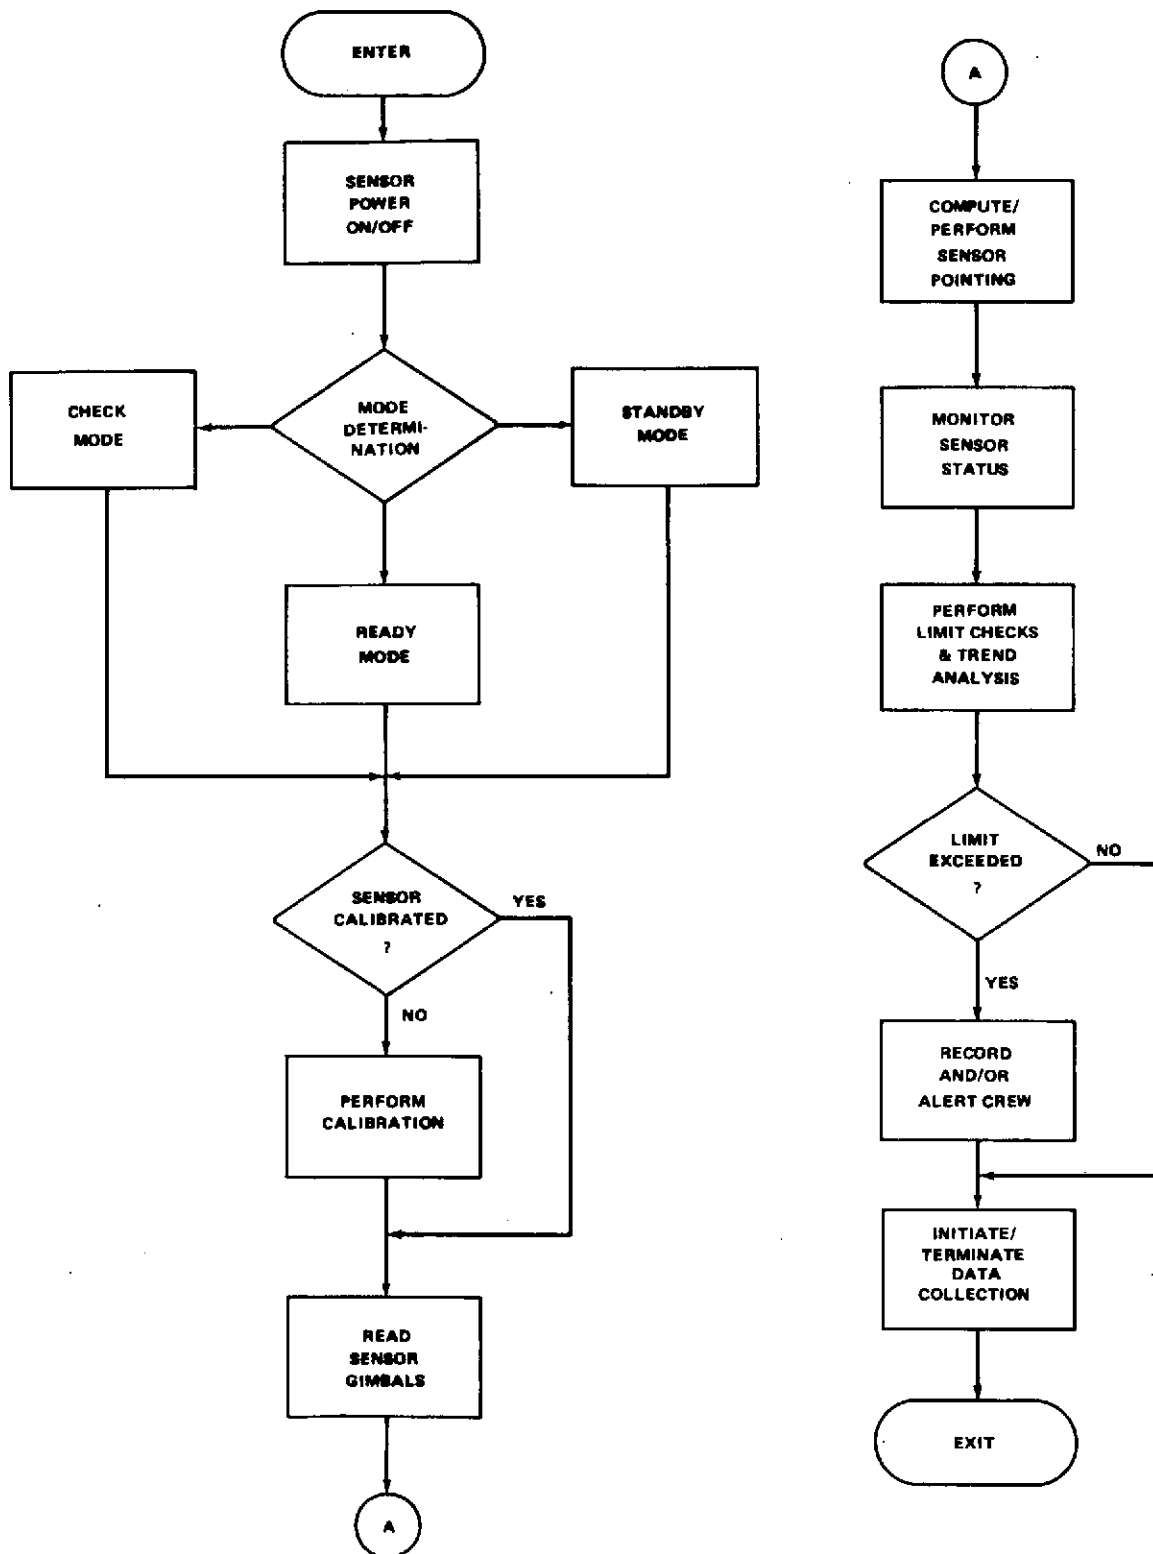 ENTER
SENSOR
POWER
ON/OFF
MODE
DETERMI-
NATION
CHECK
MODE
STANDBY
MODE
READY
MODE
SENSOR
CALIBRATED
?
YES
NO
PERFORM
CALIBRATION
READ
SENSOR
GIMBALS
A
A
COMPUTE/
PERFORM
SENSOR
POINTING
MONITOR
SENSOR
STATUS
PERFORM
LIMIT CHECKS
& TREND
ANALYSIS
LIMIT
EXCEEDED
?
NO
YES
RECORD
AND/OR
ALERT CREW
INITIATE/
TERMINATE
DATA
COLLECTION
EXIT